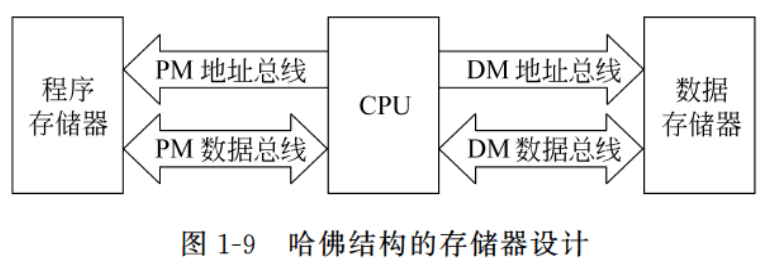 程序
存储器
PM 地址总线
PM 数据总线
CPU
DM 地址总线
DM 数据总线
数据
存储器
图 1-9 哈佛结构的存储器设计